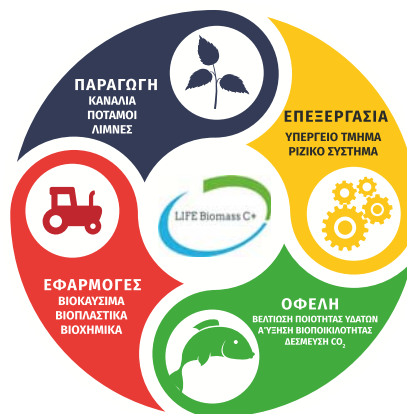 ΠΑΡΑΓΩΓΗ
ΚΑΝΑΛΙΑ
ΠΟΤΑΜΟΙ
ΛΙΜΝΕΣ
ΕΠΕΞΕΡΓΑΣΙΑ
ΥΠΕΡΓΕΙΟ ΤΜΗΜΑ
ΡΙΖΙΚΟ ΣΥΣΤΗΜΑ
LIFE Biomass C+
ΕΦΑΡΜΟΓΕΣ
ΒΙΟΚΑΥΣΙΜΑ
ΒΙΟΠΛΑΣΤΙΚΑ
ΒΙΟΧΗΜΙΚΑ
ΟΦΕΛΗ
ΒΕΛΤΙΩΣΗ ΠΟΙΟΤΗΤΑΣ ΥΔΑΤΩΝ
ΑΎΞΗΣΗ ΒΙΟΠΟΙΚΙΛΟΤΗΤΑΣ
ΔΕΣΜΕΥΣΗ CO₂